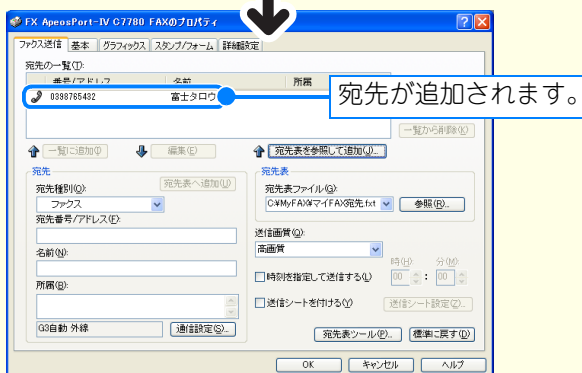 FX ApeosPort-IV C7780 FAXのプロパティ
ファクス送信 基本 グラフィックス スタンプ/フォーム 詳細設定
宛先の一覧(T):
番号/アドレス 名前 所属
0398765432 富士タロウ
宛先が追加されます。
一覧から削除(X)
一覧に追加(I) 編集(E) 宛先表を参照して追加(J)...
宛先 宛先表
宛先種別(O): 宛先表へ追加(U) 宛先表ファイル(G):
ファクス C:¥MyFAX¥マイFAX宛先.fxt 参照(R)...
宛先番号/アドレス(F):
送信画質(Q):
高画質
名前(N):
時(H): 分(M):
時刻を指定して送信する(L) 00 : 00
所属(B):
送信シートを付ける(Y) 送信シート設定(Z)...
G3自動 外線 通信設定(S)... 宛先表ツール(P)... 標準に戻す(D)
OK キャンセル ヘルプ